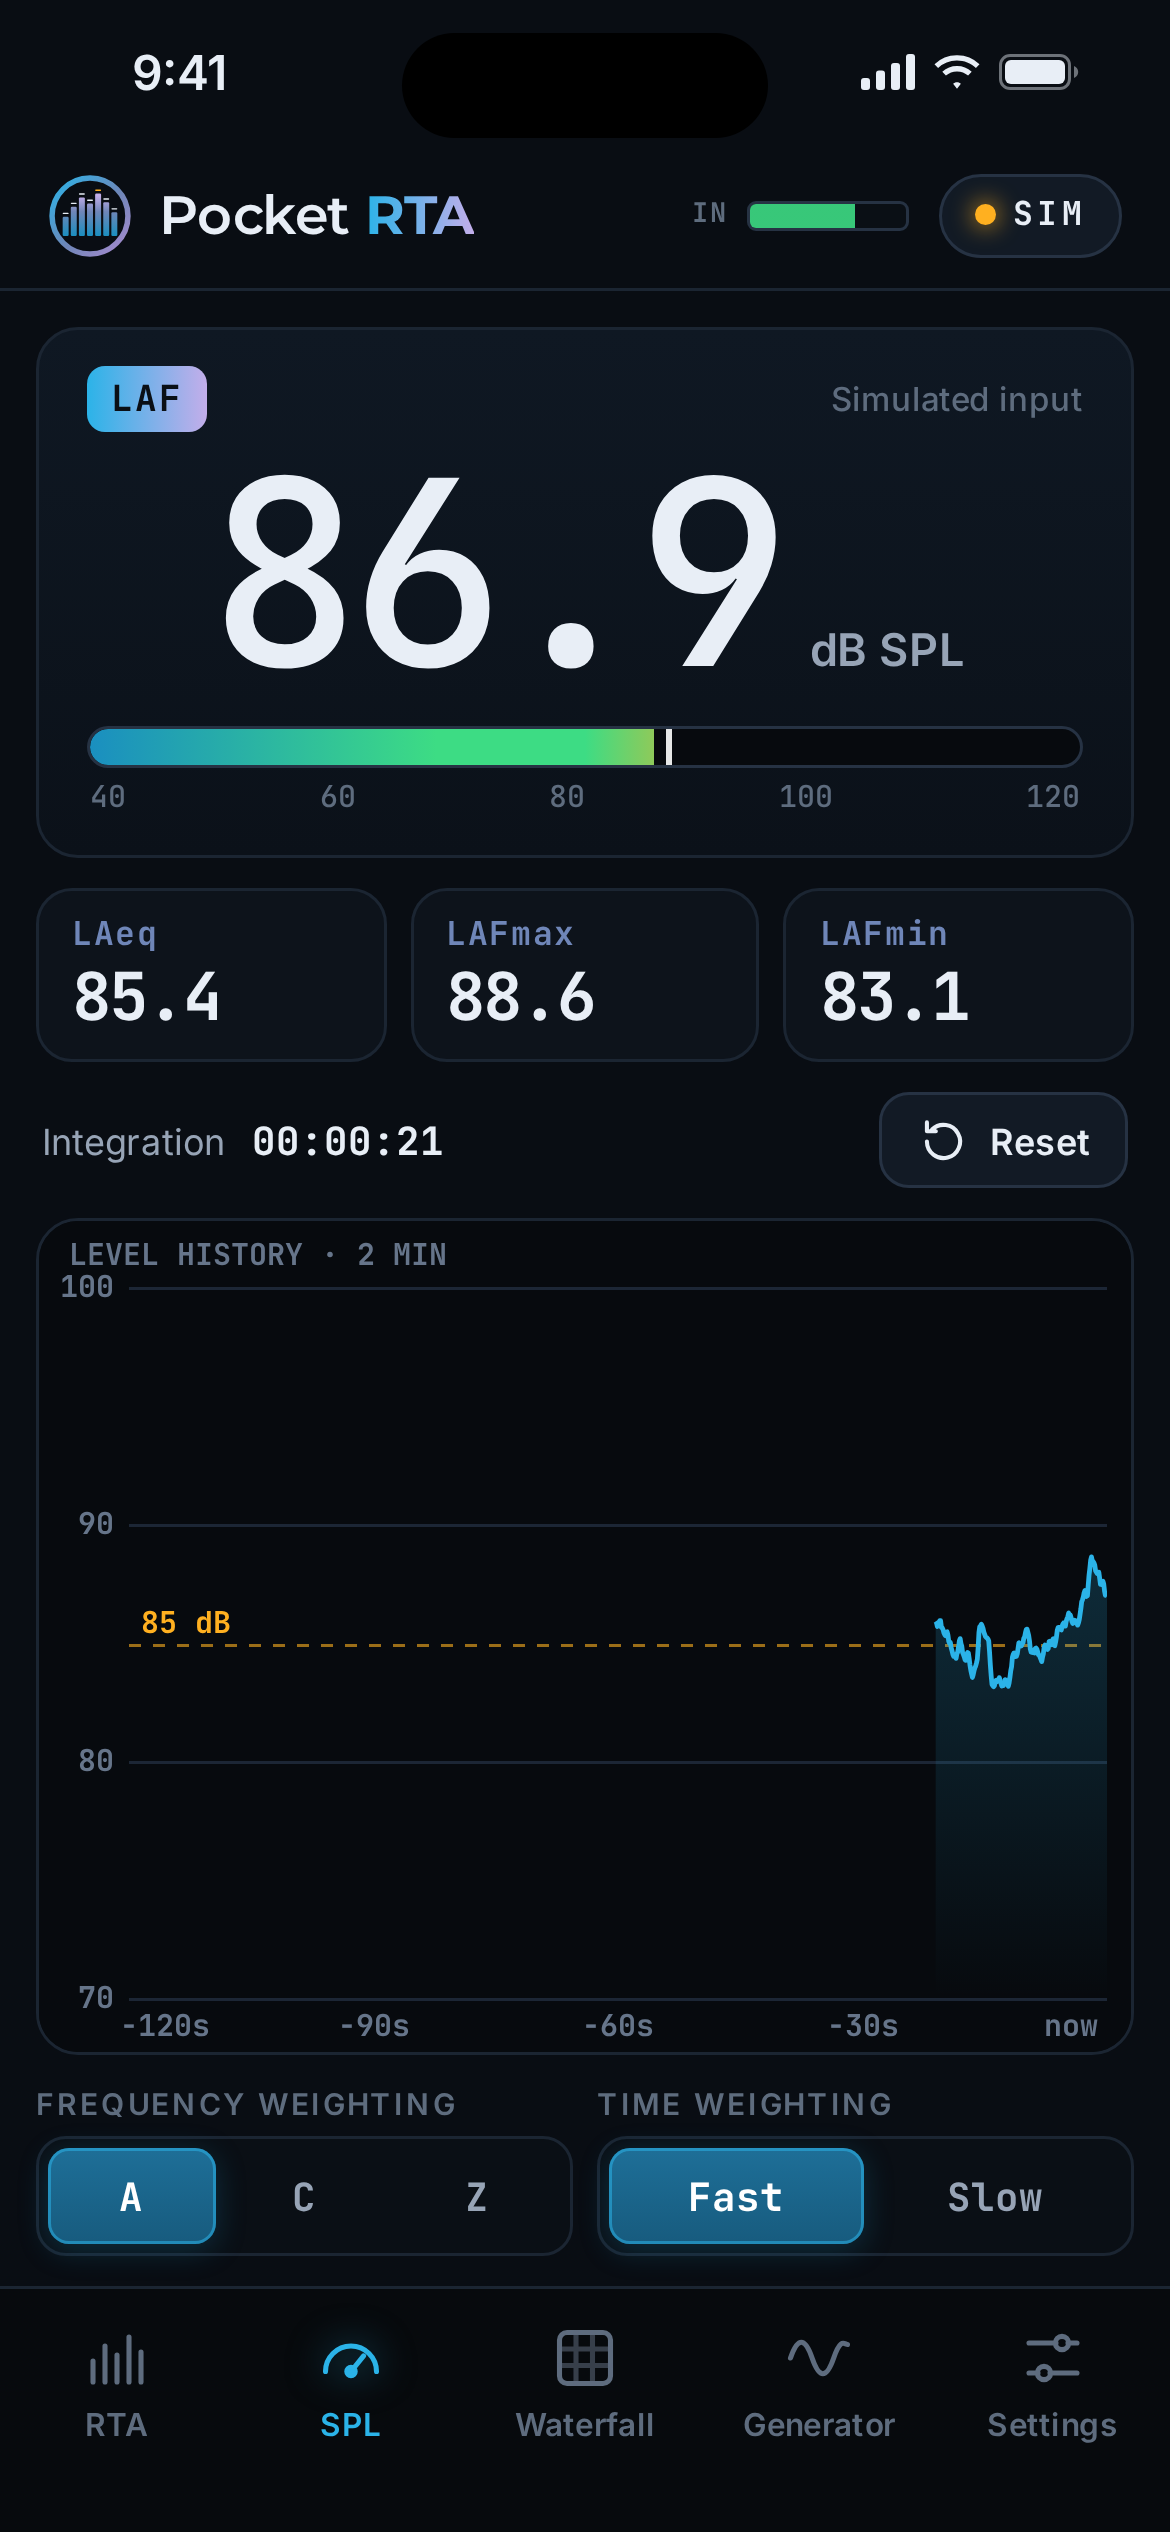 9:41
Pocket RTA
IN
SIM
LAF
Simulated input
86.9 dB SPL
40 60 80 100 120
LAeq
85.4
LAFmax
88.6
LAFmin
83.1
Integration 00:00:21
Reset
LEVEL HISTORY · 2 MIN
100
90
85 dB
80
70
-120s -90s -60s -30s now
FREQUENCY WEIGHTING
A C Z
TIME WEIGHTING
Fast Slow
RTA SPL Waterfall Generator Settings